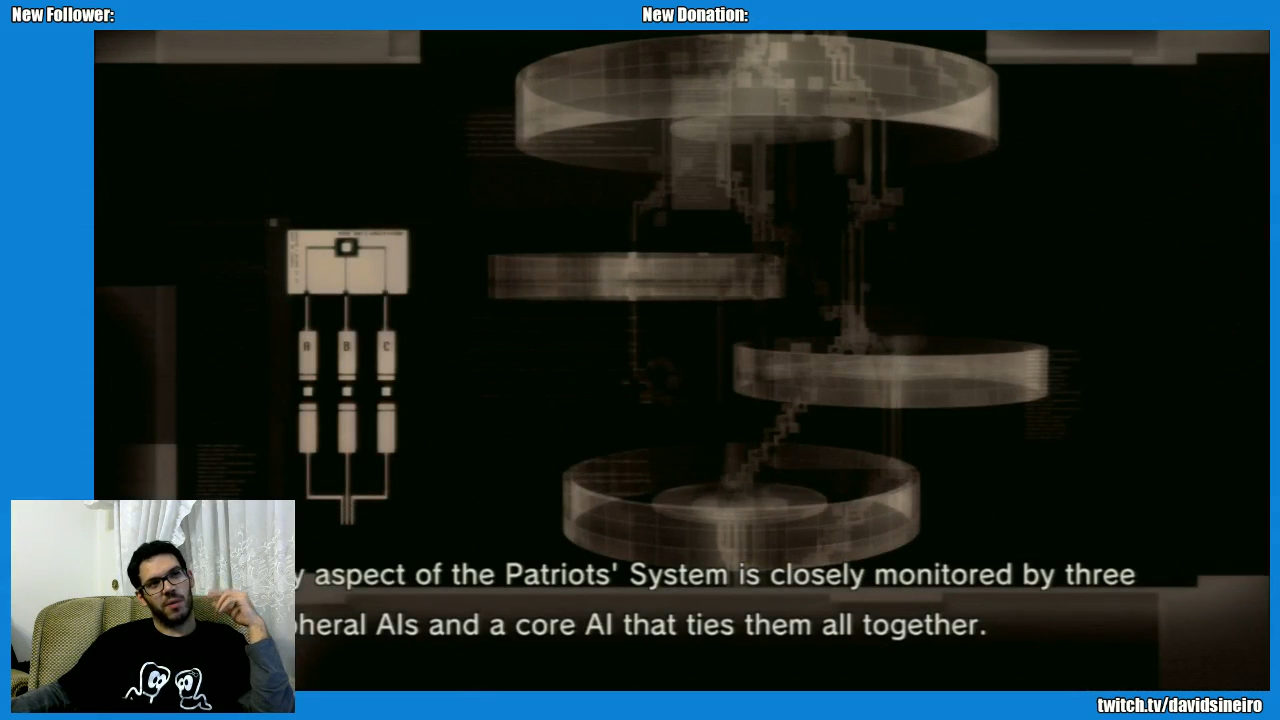 New Follower:
New Donation:
A B C
y aspect of the Patriots' System is closely monitored by three
pheral AIs and a core AI that ties them all together.
twitch.tv/davidsineiro